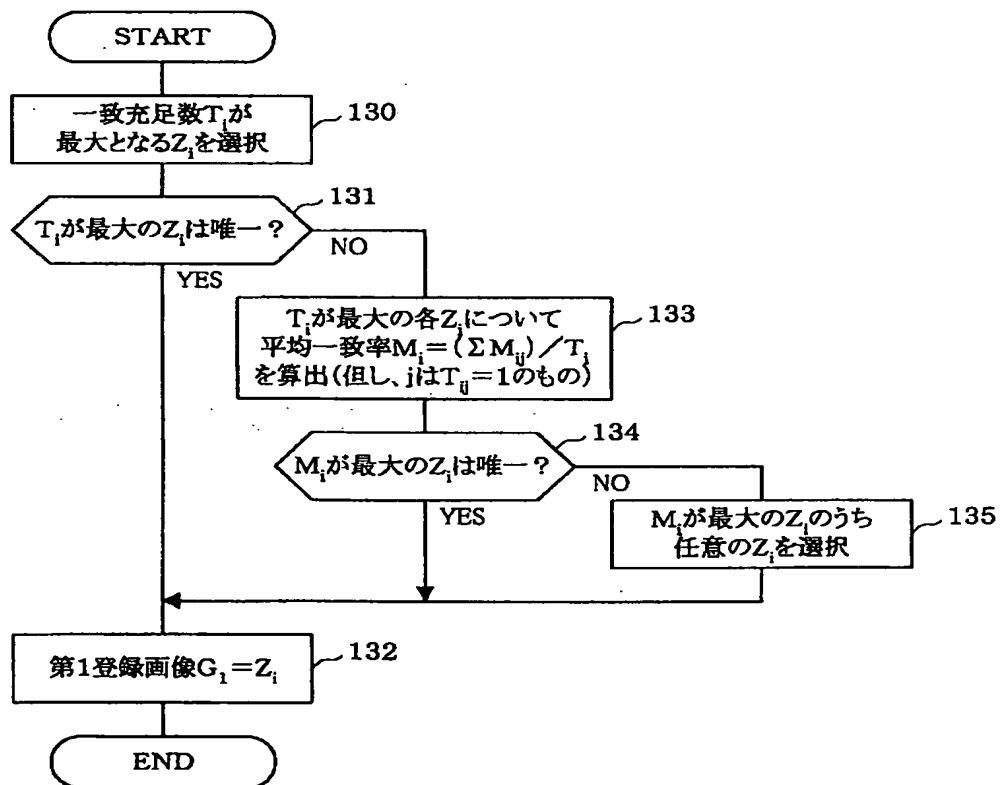 START
一致充足数Tiが
最大となるZiを選択
130
Tiが最大のZiは唯一？
131
NO
YES
Tiが最大の各Ziについて
平均一致率Mi＝(ΣMij)／Ti
を算出(但し、jはTij＝1のもの)
133
Miが最大のZiは唯一？
134
NO
YES
Miが最大のZiのうち
任意のZiを選択
135
第1登録画像G1＝Zi
132
END